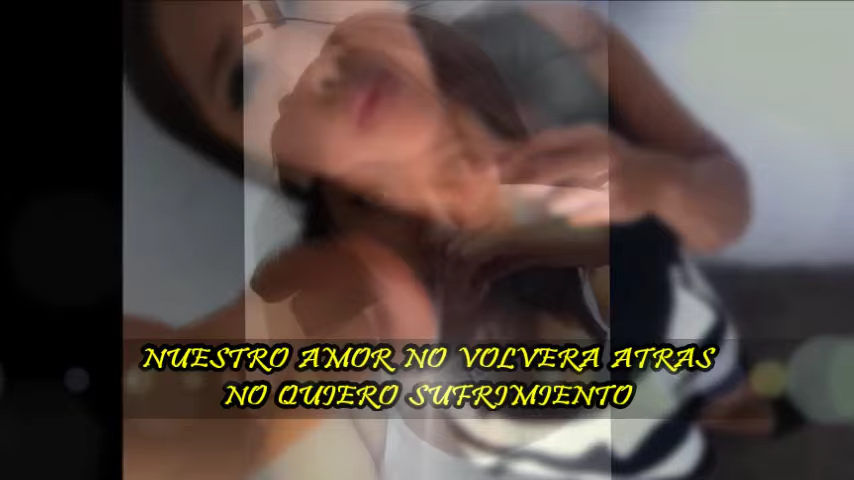 NUESTRO AMOR NO VOLVERA ATRAS
NO QUIERO SUFRIMIENTO